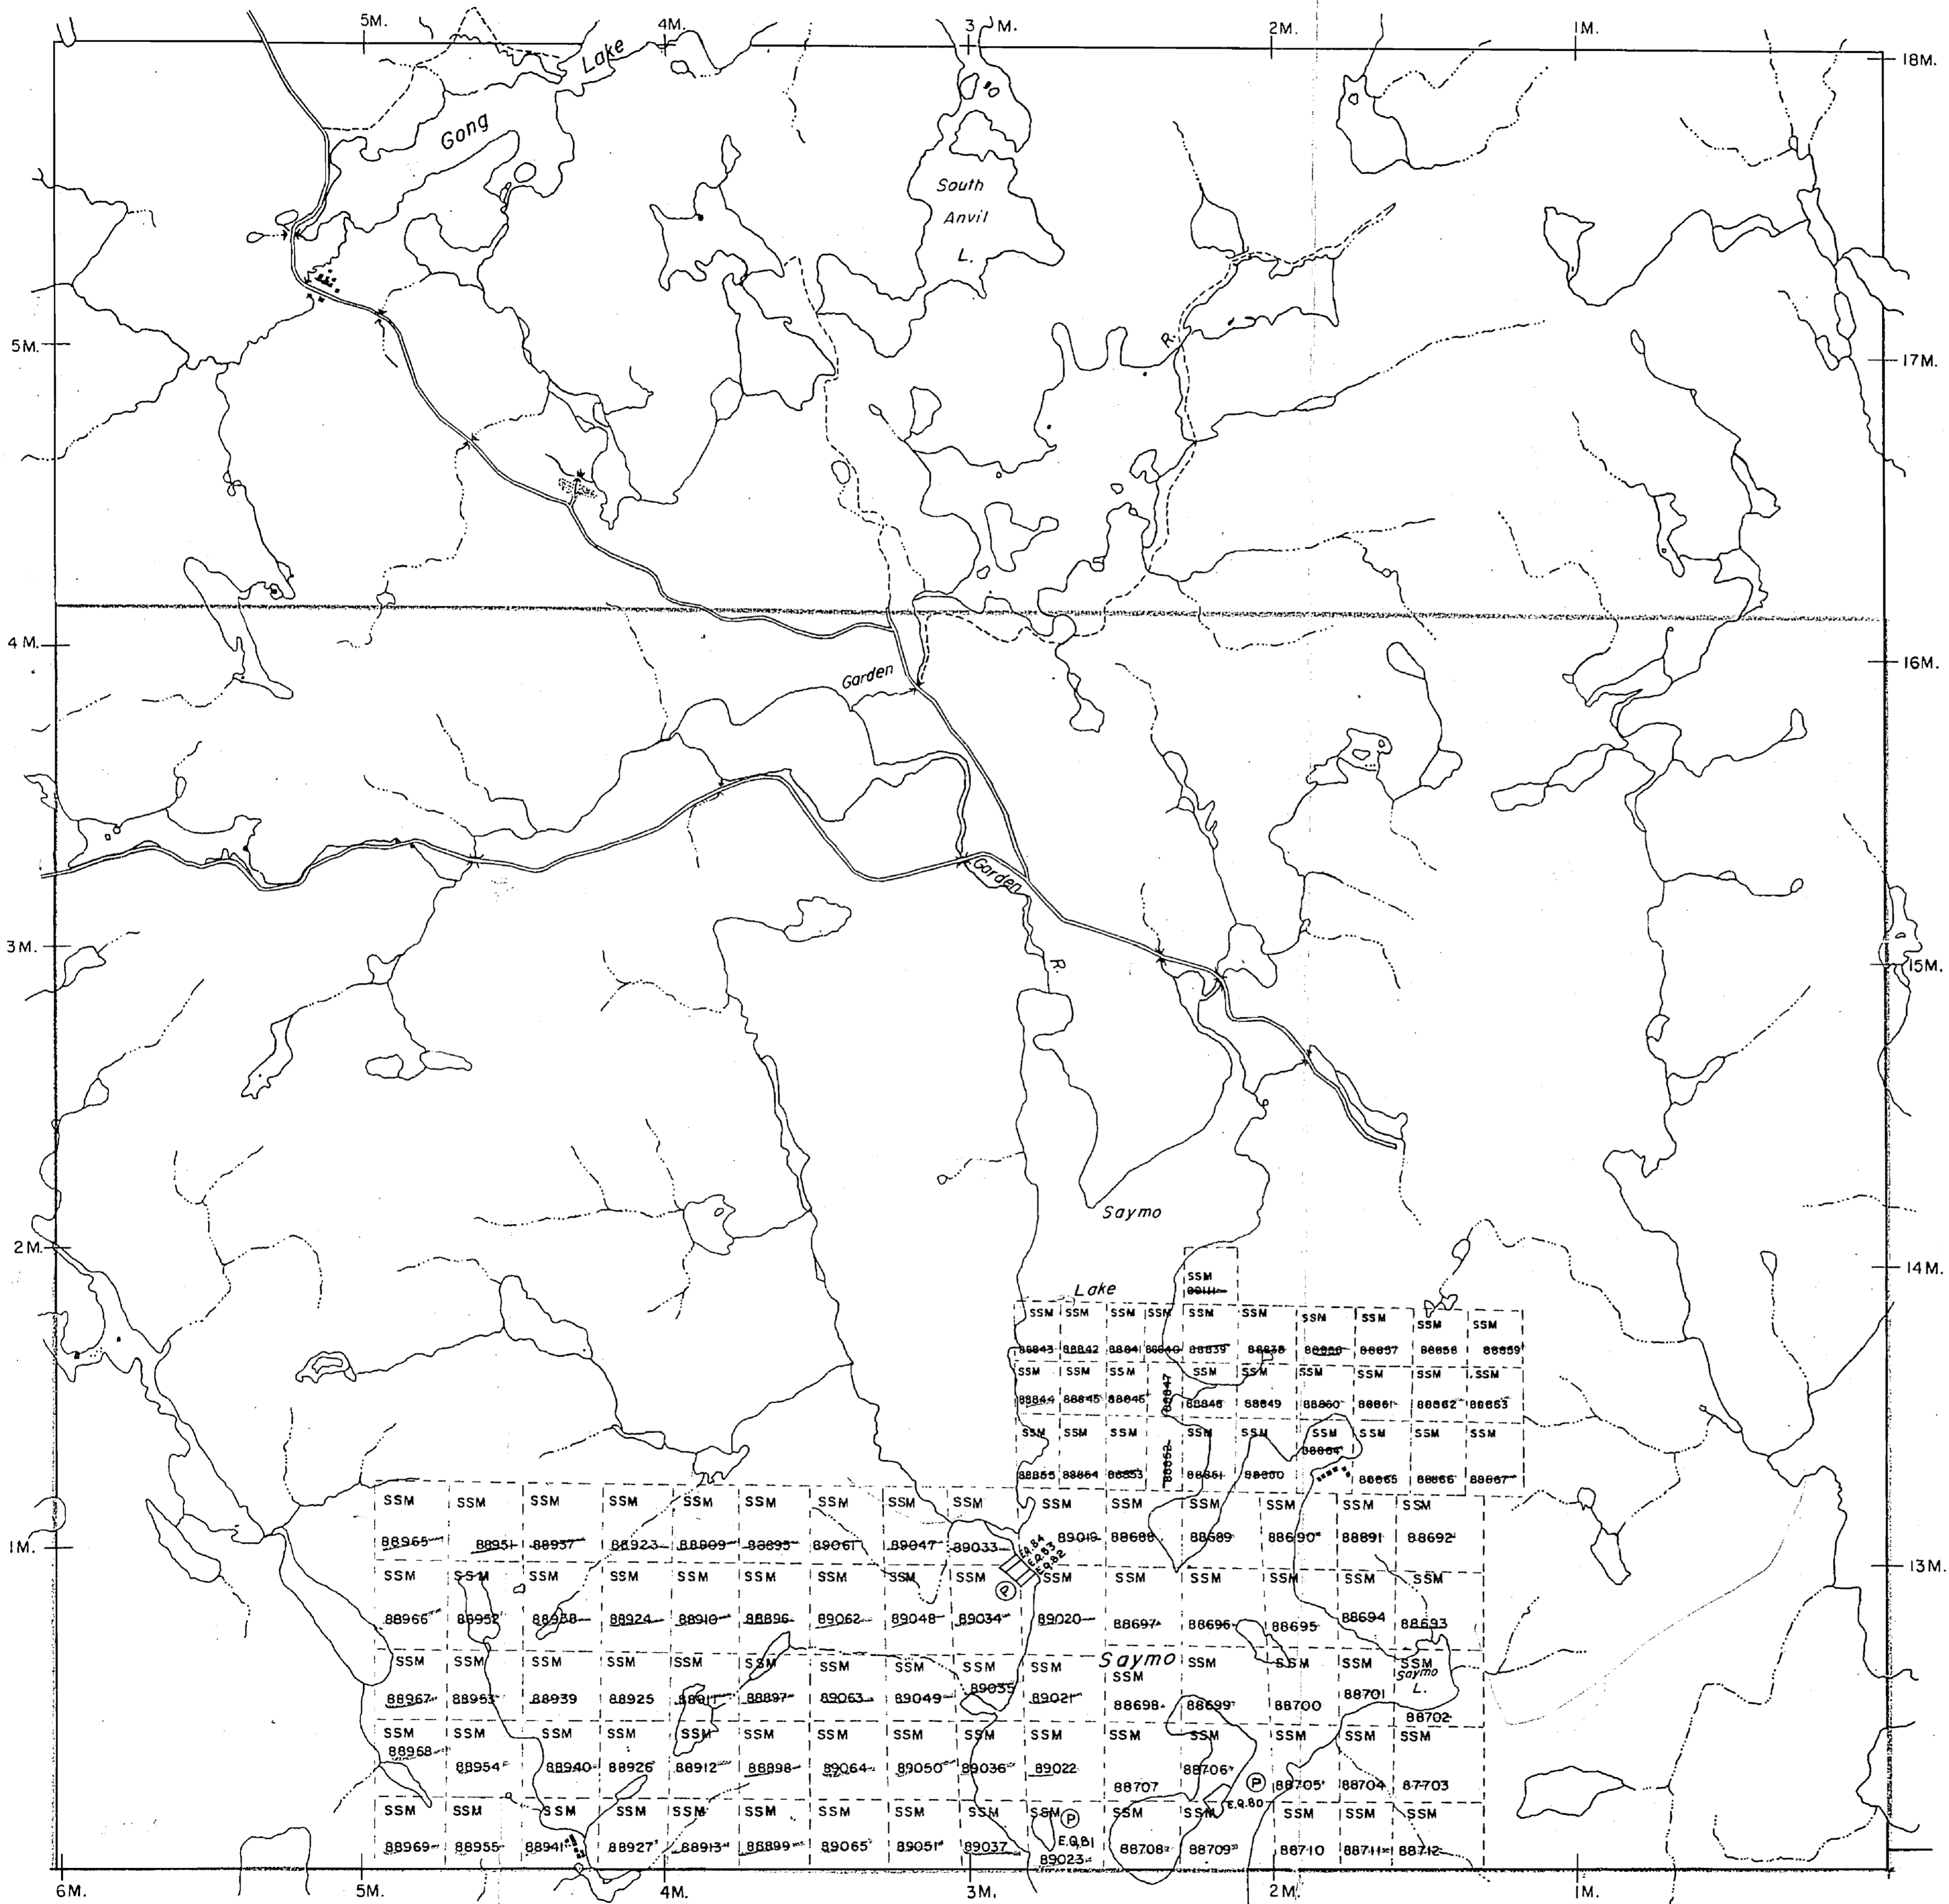 5M. 4M. 3 M. 2M. 1M.
18M.
Lake
Gong
South
Anvil
L.
R.
5M. 17M.
4 M. 16M.
Garden
Garden
3M. 15M.
R.
Saymo
2M. 14M.
Lake
SSM
SSM SSM SSM SSM SSM SSM SSM SSM SSM SSM
88843 88842 88841 88840 88839 88838 88857 88858 88859
SSM SSM SSM SSM SSM SSM SSM SSM SSM
88844 88845 88846 88847 88848 88849 88860 88861 88862 88863
SSM SSM SSM SSM SSM SSM SSM SSM SSM
88855 88854 88853 88852 88851 88850 88864 88865 88866 88867
SSM SSM SSM SSM SSM SSM SSM SSM SSM SSM SSM SSM SSM SSM SSM
88965 88951 88937 88923 88909 88895 89061 89047 89033 89019 88688 88689 88690 88691 88692
E.Q.84
E.Q.83
E.Q.82
1M. 13M.
SSM SSM SSM SSM SSM SSM SSM SSM SSM SSM SSM SSM SSM SSM SSM
P
88966 88952 88938 88924 88910 88896 89062 89048 89034 89020 88697 88696 88695 88694 88693
SSM SSM SSM SSM SSM SSM SSM SSM SSM SSM Saymo SSM SSM SSM SSM
SSM
Saymo
L.
88967 88953 88939 88925 88911 88897 89063 89049 89035 89021 88698 88699 88700 88701 88702
SSM SSM SSM SSM SSM SSM SSM SSM SSM SSM SSM SSM SSM SSM SSM
88968 88954 88940 88926 88912 88898 89064 89050 89036 89022 88707 88706 88705 88704 87703
P
E.Q.80
SSM SSM SSM SSM SSM SSM SSM SSM SSM SSM SSM SSM SSM SSM SSM
P
E.Q.81
88969 88955 88941 88927 88913 88899 89065 89051 89037 89023 88708 88709 88710 88711 88712
6M. 5M. 4M. 3M. 2M. 1M.